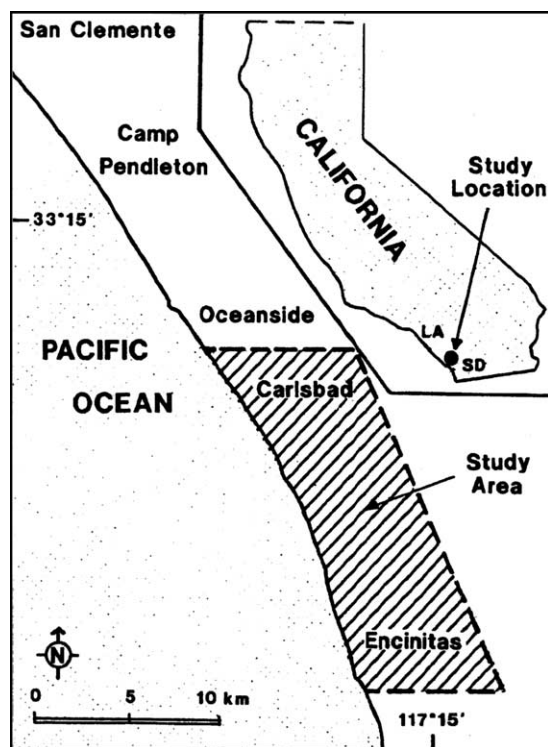 San Clemente
Camp
Pendleton
CALIFORNIA
Study
Location
33°15'
Oceanside
LA
SD
PACIFIC
OCEAN
Carlsbad
Study
Area
Encinitas
N
0 5 10 km
117°15'